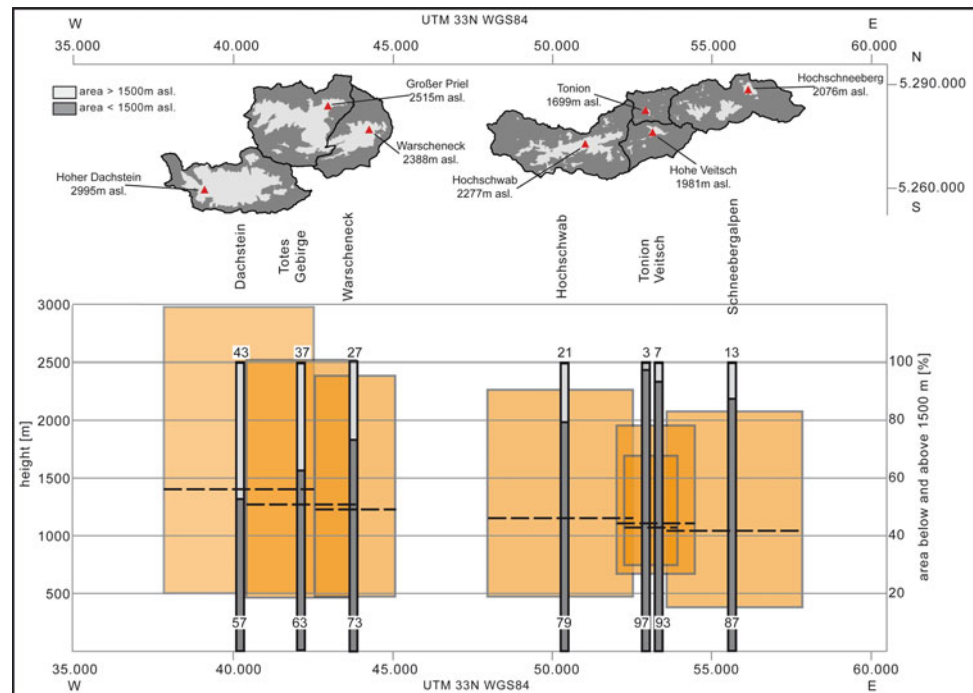 UTM 33N WGS84
W
E
35.000
40.000
45.000
50.000
55.000
60.000
N
area > 1500m asl.
area < 1500m asl.
Großer Priel
2515m asl.
Warscheneck
2388m asl.
Hoher Dachstein
2995m asl.
Tonion
1699m asl.
Hochschneeberg
2076m asl.
Hochschwab
2277m asl.
Hohe Veitsch
1981m asl.
5.290.000
5.260.000
S
Dachstein
Totes
Gebirge
Warscheneck
Hochschwab
Tonion
Veitsch
Schneebergalpen
height [m]
3000
2500
2000
1500
1000
500
43
37
27
21
3
7
13
57
63
73
79
97
93
87
100
80
60
40
20
area below and above 1500 m [%]
35.000
40.000
45.000
50.000
55.000
60.000
W
UTM 33N WGS84
E